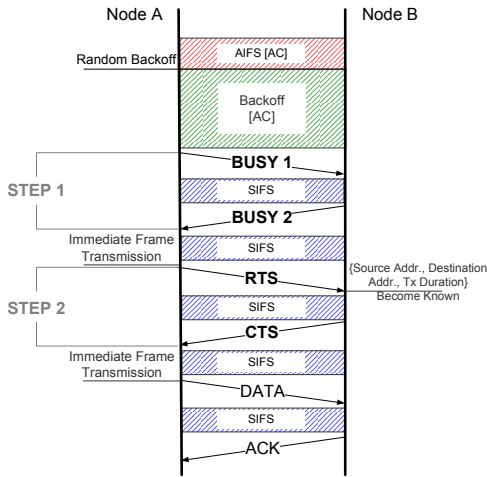 Node A
Node B
AIFS [AC]
Random Backoff
Backoff
[AC]
BUSY 1
STEP 1
SIFS
BUSY 2
Immediate Frame
Transmission
SIFS
RTS
{Source Addr., Destination
Addr., Tx Duration}
Become Known
STEP 2
SIFS
CTS
Immediate Frame
Transmission
SIFS
DATA
SIFS
ACK